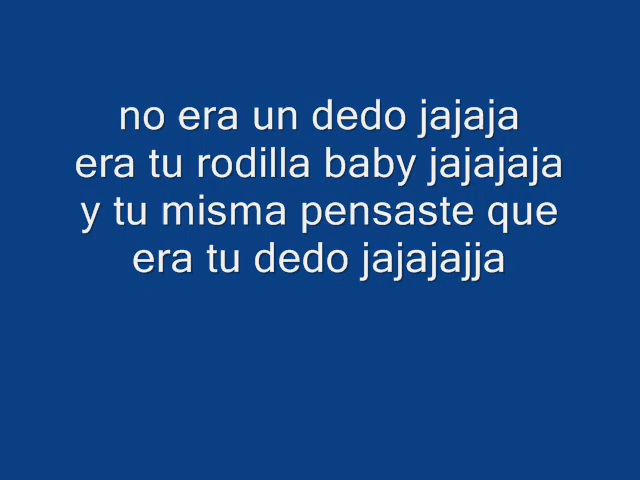 no era un dedo jajaja
era tu rodilla baby jajajaja
y tu misma pensaste que
era tu dedo jajajajja